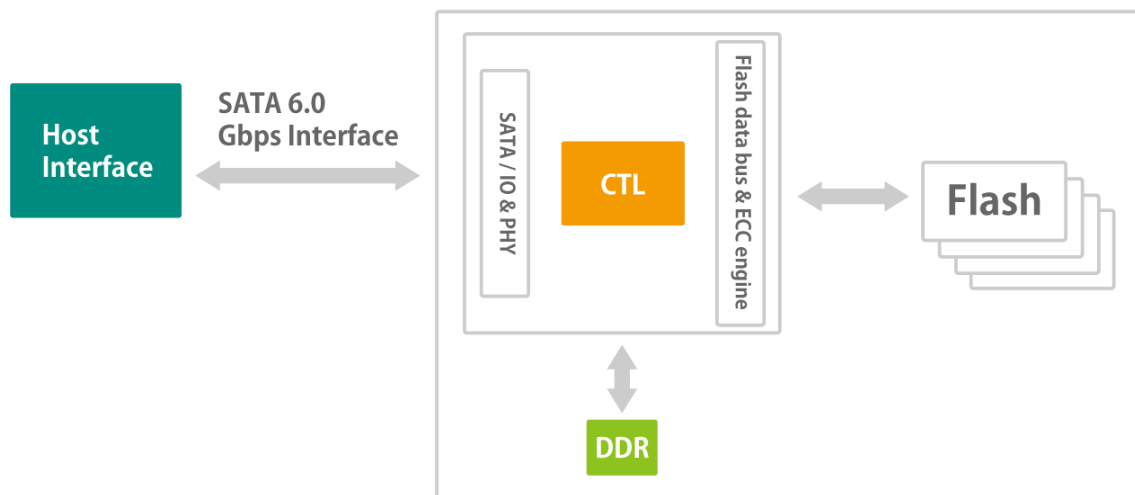 Host
Interface
SATA 6.0
Gbps Interface
SATA / IO & PHY
CTL
Flash data bus & ECC engine
Flash
DDR